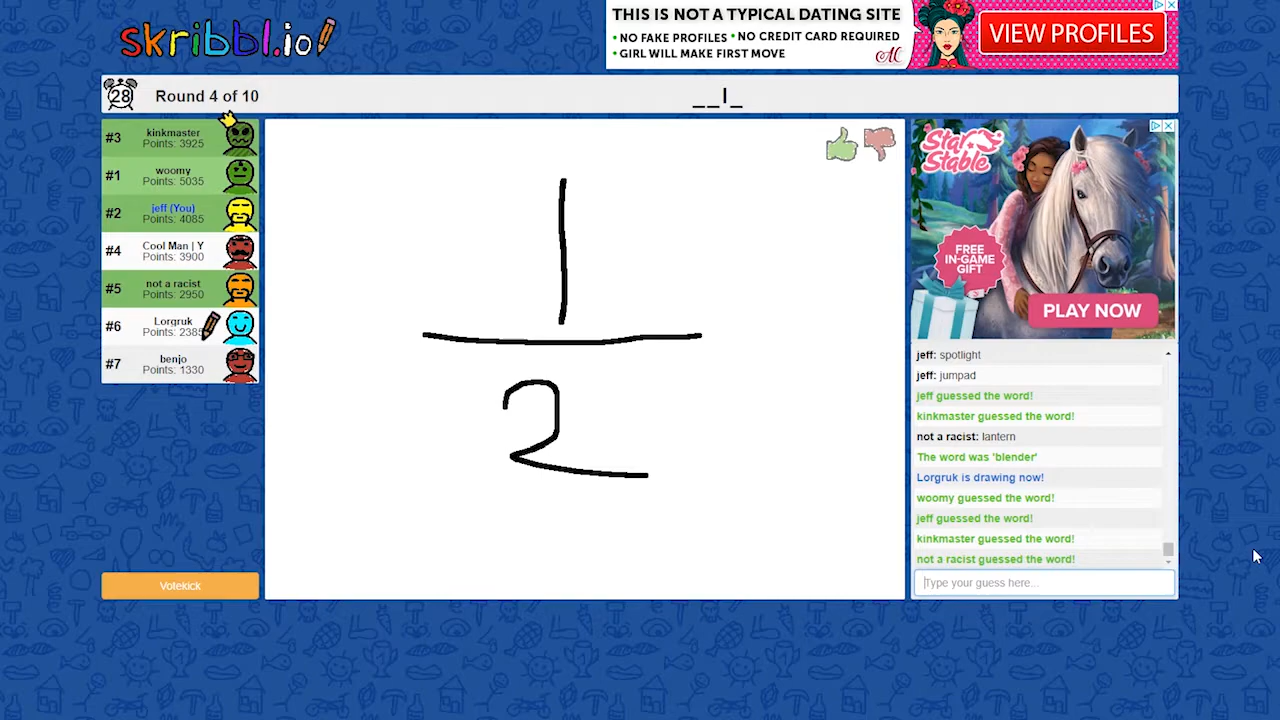 skribbl.io
THIS IS NOT A TYPICAL DATING SITE
• NO FAKE PROFILES • NO CREDIT CARD REQUIRED
• GIRL WILL MAKE FIRST MOVE
VIEW PROFILES
28
Round 4 of 10
__l_
#3 kinkmaster
Points: 3925
#1 woomy
Points: 5035
#2 jeff (You)
Points: 4085
#4 Cool Man | Y
Points: 3900
#5 not a racist
Points: 2950
#6 Lorgruk
Points: 2385
#7 benjo
Points: 1330
Votekick
1
2
Star Stable
FREE
IN-GAME
GIFT
PLAY NOW
jeff: spotlight
jeff: jumpad
jeff guessed the word!
kinkmaster guessed the word!
not a racist: lantern
The word was 'blender'
Lorgruk is drawing now!
woomy guessed the word!
jeff guessed the word!
kinkmaster guessed the word!
not a racist guessed the word!
Type your guess here...